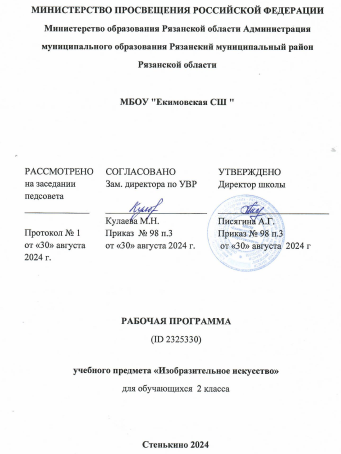 МИНИСТЕРСТВО ПРОСВЕЩЕНИЯ РОССИЙСКОЙ ФЕДЕРАЦИИ
Министерство образования Рязанской области Администрация
муниципального образования Рязанский муниципальный район
Рязанской области
МБОУ "Екимовская СШ "
РАССМОТРЕНО СОГЛАСОВАНО УТВЕРЖДЕНО
на заседании Зам. директора по УВР Директор школы
педсовета
Кулаева М.Н. Писягина А.Г.
Протокол № 1 Приказ № 98 п.3 Приказ № 98 п.3
от «30» августа от «30» августа 2024 г. от «30» августа 2024 г
2024 г.
РАБОЧАЯ ПРОГРАММА
(ID 2325330)
учебного предмета «Изобразительное искусство»
для обучающихся 2 класса
Стенькино 2024